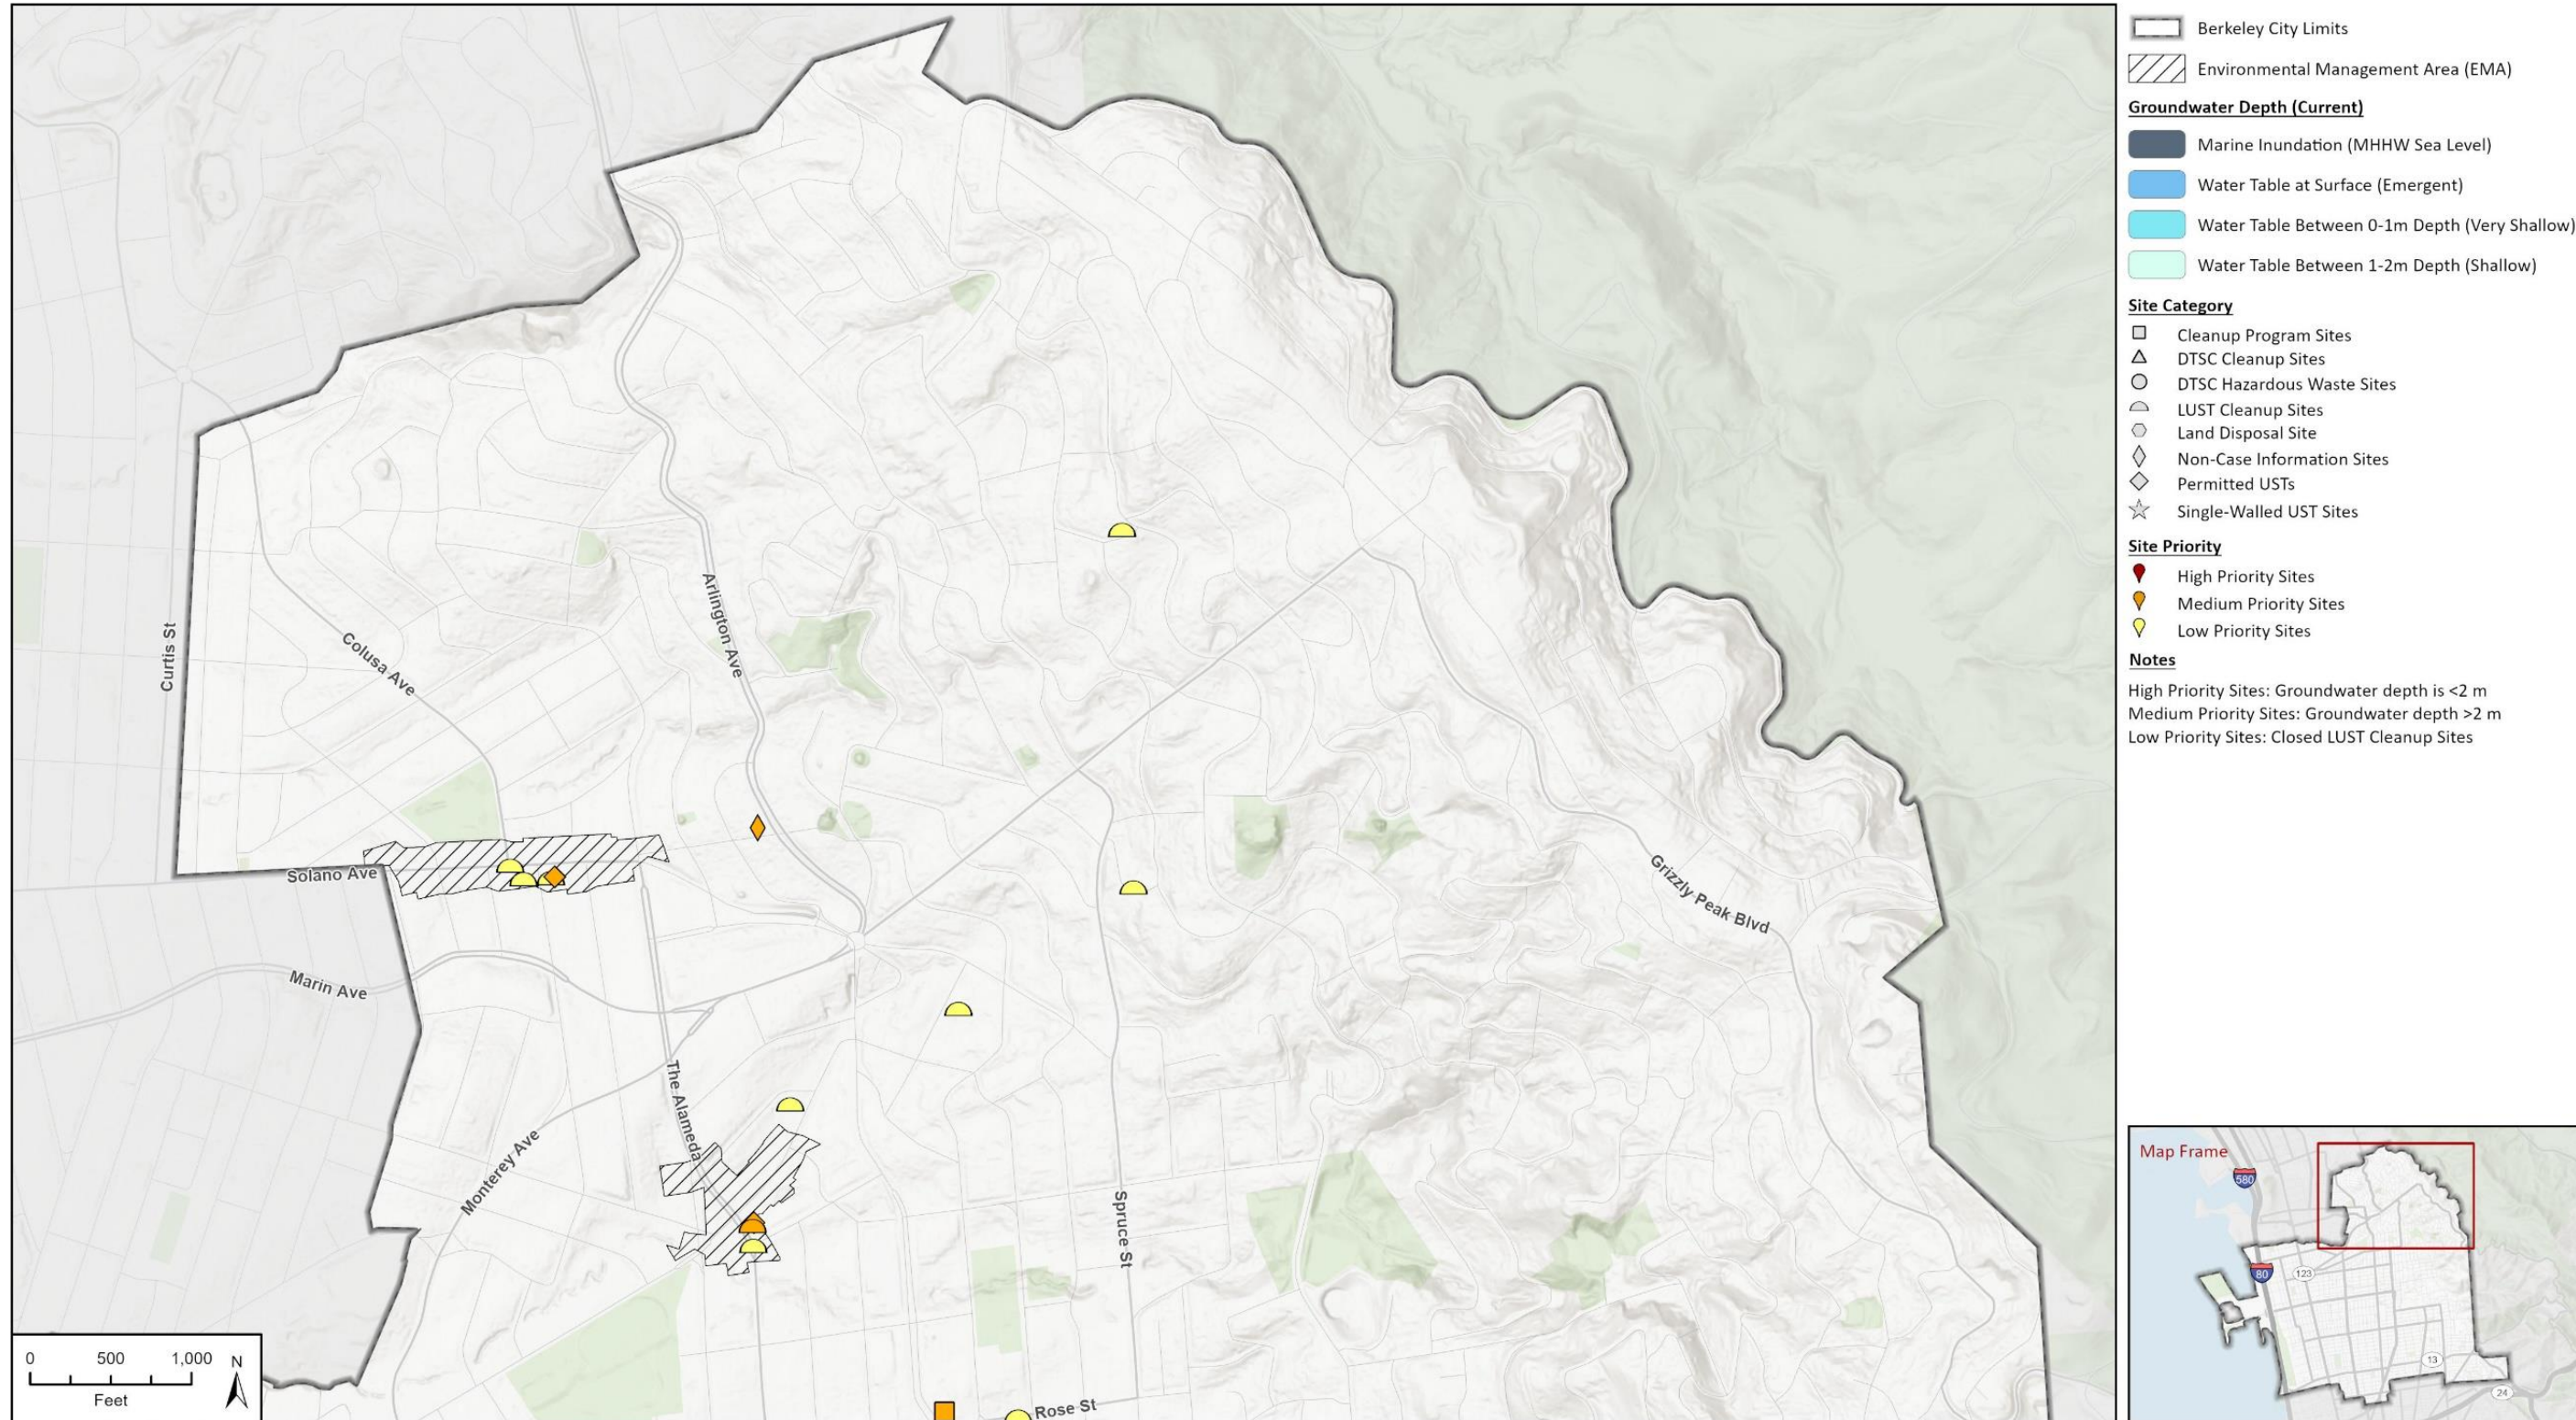 Arlington Ave
Colusa Ave
Curtis St
Solano Ave
Marin Ave
Grizzly Peak Blvd
The Alameda
Monterey Ave
Spruce St
Rose St
0 500 1,000
Feet
N
Berkeley City Limits
Environmental Management Area (EMA)
Groundwater Depth (Current)
Marine Inundation (MHHW Sea Level)
Water Table at Surface (Emergent)
Water Table Between 0-1m Depth (Very Shallow)
Water Table Between 1-2m Depth (Shallow)
Site Category
Cleanup Program Sites
DTSC Cleanup Sites
DTSC Hazardous Waste Sites
LUST Cleanup Sites
Land Disposal Site
Non-Case Information Sites
Permitted USTs
Single-Walled UST Sites
Site Priority
High Priority Sites
Medium Priority Sites
Low Priority Sites
Notes
High Priority Sites: Groundwater depth is <2 m
Medium Priority Sites: Groundwater depth >2 m
Low Priority Sites: Closed LUST Cleanup Sites
Map Frame
580
80
123
13
24